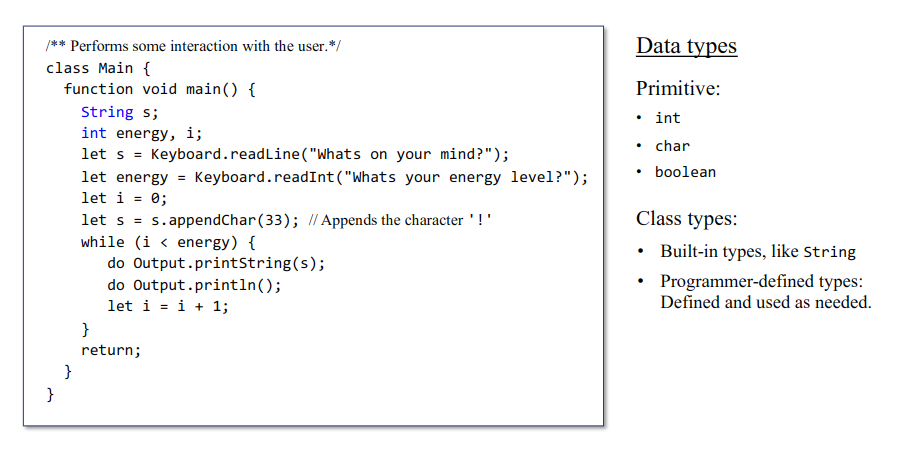 /** Performs some interaction with the user.*/
class Main {
function void main() {
String s;
int energy, i;
let s = Keyboard.readLine("Whats on your mind?");
let energy = Keyboard.readInt("Whats your energy level?");
let i = 0;
let s = s.appendChar(33); // Appends the character '!'
while (i < energy) {
do Output.printString(s);
do Output.println();
let i = i + 1;
}
return;
}
}
Data types
Primitive:
• int
• char
• boolean
Class types:
• Built-in types, like String
• Programmer-defined types:
Defined and used as needed.